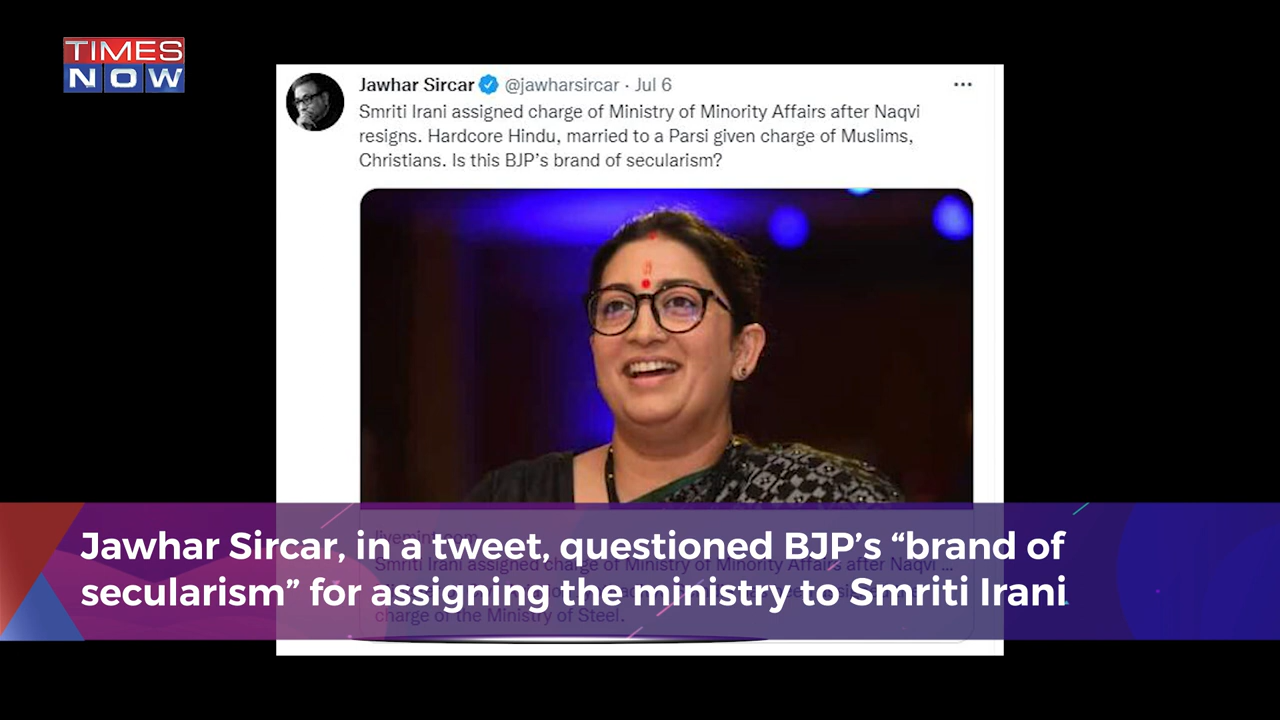 TIMES
NOW
Jawhar Sircar @jawharsircar · Jul 6
Smriti Irani assigned charge of Ministry of Minority Affairs after Naqvi
resigns. Hardcore Hindu, married to a Parsi given charge of Muslims,
Christians. Is this BJP's brand of secularism?
livemint.com
Jawhar Sircar, in a tweet, questioned BJP's “brand of
Smriti Irani assigned charge of Ministry of Minority Affairs after Naqvi ...
secularism” for assigning the ministry to Smriti Irani
charge of the Ministry of Steel.